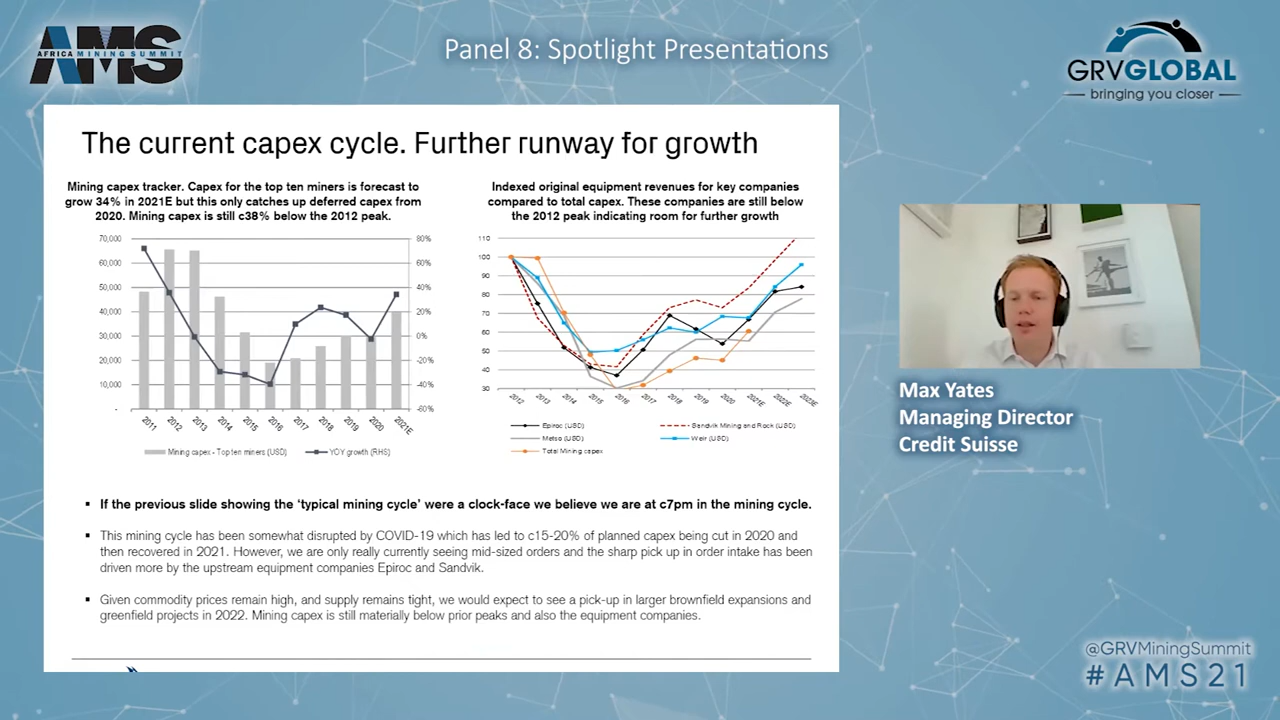 AMS
AFRICA MINING SUMMIT
Panel 8: Spotlight Presentations
GRVGLOBAL
bringing you closer
The current capex cycle. Further runway for growth
Mining capex tracker. Capex for the top ten miners is forecast to
grow 34% in 2021E but this only catches up deferred capex from
2020. Mining capex is still c38% below the 2012 peak.
70,000
60,000
50,000
40,000
30,000
20,000
10,000
-
80%
60%
40%
20%
0%
-20%
-40%
-60%
2011
2012
2013
2014
2015
2016
2017
2018
2019
2020
2021E
Mining capex - Top ten miners (USD)
YOY growth (RHS)
Indexed original equipment revenues for key companies
compared to total capex. These companies are still below
the 2012 peak indicating room for further growth
110
100
90
80
70
60
50
40
30
2012
2013
2014
2015
2016
2017
2018
2019
2020
2021E
2022E
2023E
Epiroc (USD)
Sandvik Mining and Rock (USD)
Metso (USD)
Weir (USD)
Total Mining capex
▪ If the previous slide showing the ‘typical mining cycle’ were a clock-face we believe we are at c7pm in the mining cycle.
▪ This mining cycle has been somewhat disrupted by COVID-19 which has led to c15-20% of planned capex being cut in 2020 and
then recovered in 2021. However, we are only really currently seeing mid-sized orders and the sharp pick up in order intake has been
driven more by the upstream equipment companies Epiroc and Sandvik.
▪ Given commodity prices remain high, and supply remains tight, we would expect to see a pick-up in larger brownfield expansions and
greenfield projects in 2022. Mining capex is still materially below prior peaks and also the equipment companies.
Max Yates
Managing Director
Credit Suisse
@GRVMiningSummit
#AMS21